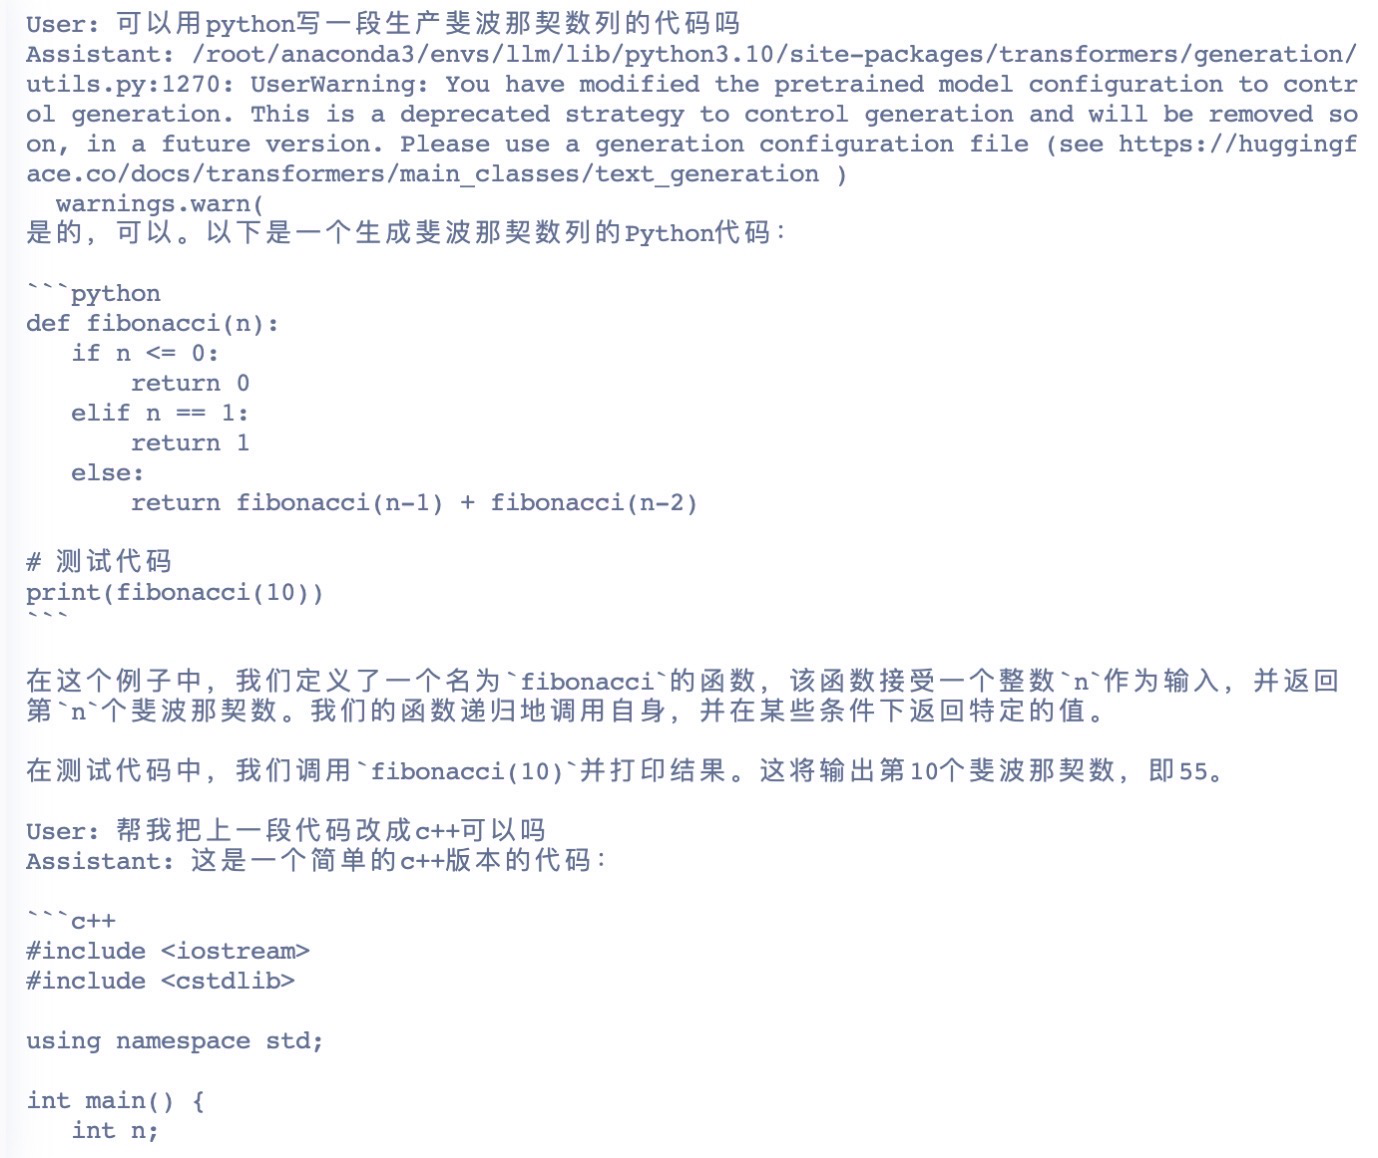 User: 可以用python写一段生产斐波那契数列的代码吗
Assistant: /root/anaconda3/envs/llm/lib/python3.10/site-packages/transformers/generation/
utils.py:1270: UserWarning: You have modified the pretrained model configuration to contr
ol generation. This is a deprecated strategy to control generation and will be removed so
on, in a future version. Please use a generation configuration file (see https://huggingf
ace.co/docs/transformers/main_classes/text_generation )
  warnings.warn(
是的，可以。以下是一个生成斐波那契数列的Python代码：

```python
def fibonacci(n):
   if n <= 0:
       return 0
   elif n == 1:
       return 1
   else:
       return fibonacci(n-1) + fibonacci(n-2)

# 测试代码
print(fibonacci(10))
```

在这个例子中，我们定义了一个名为`fibonacci`的函数，该函数接受一个整数`n`作为输入，并返回
第`n`个斐波那契数。我们的函数递归地调用自身，并在某些条件下返回特定的值。

在测试代码中，我们调用`fibonacci(10)`并打印结果。这将输出第10个斐波那契数，即55。

User: 帮我把上一段代码改成c++可以吗
Assistant: 这是一个简单的c++版本的代码：

```c++
#include <iostream>
#include <cstdlib>

using namespace std;

int main() {
   int n;